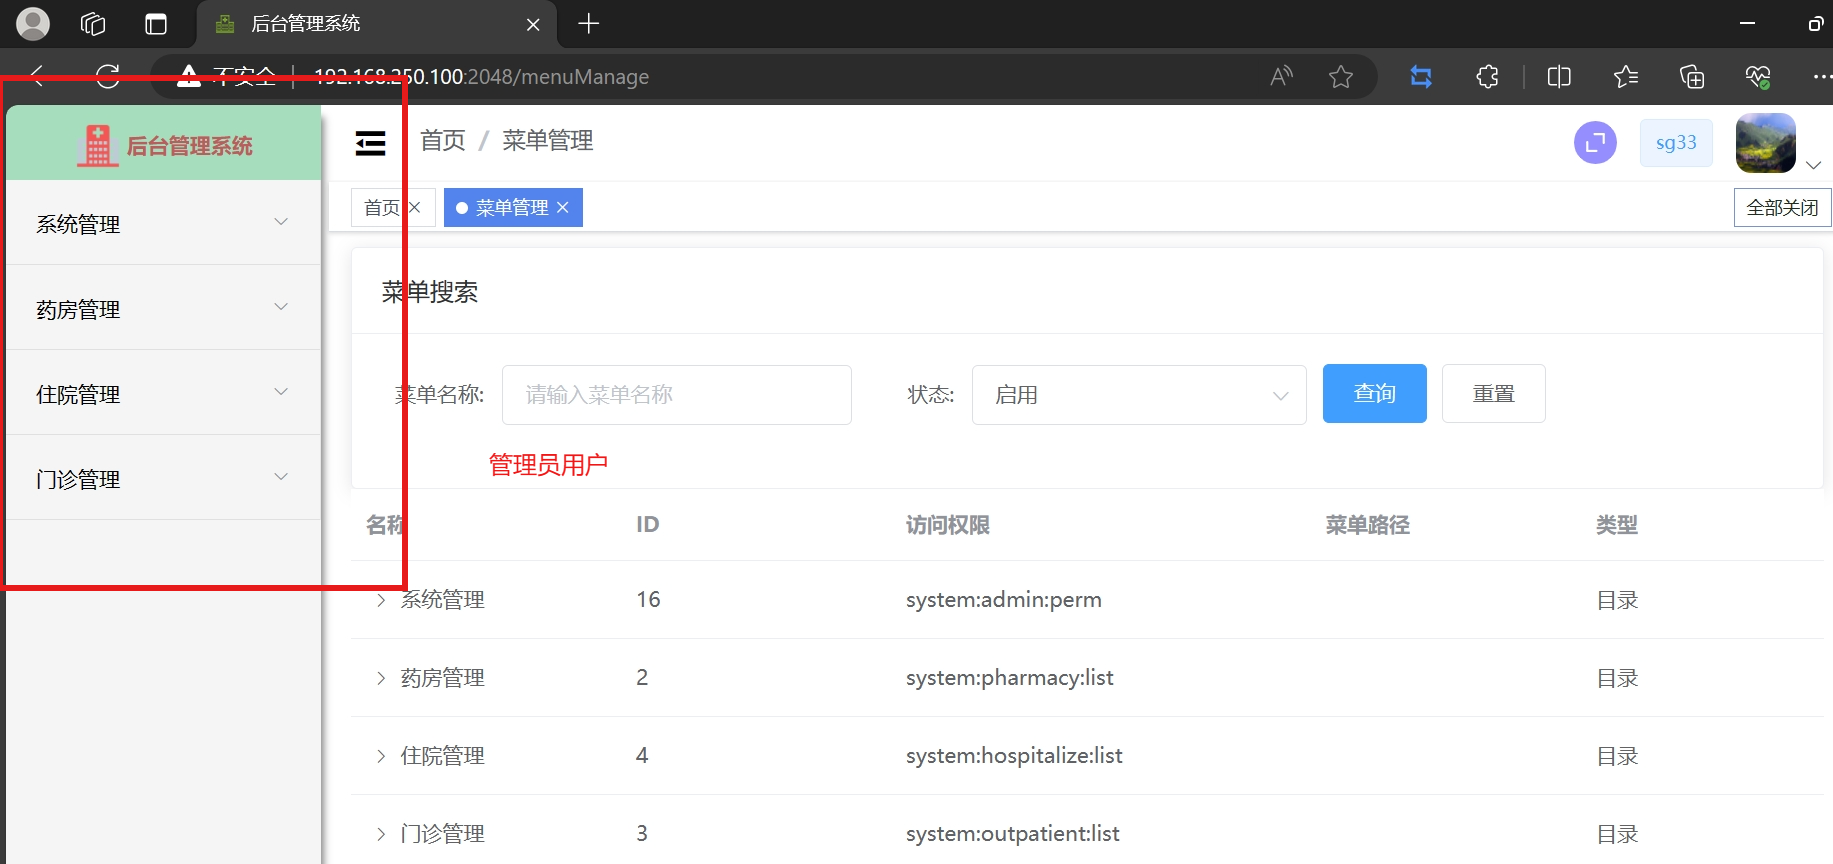 后台管理系统
不安全 192.168.250.100:2048/menuManage
后台管理系统
首页 / 菜单管理
sg33
首页
菜单管理
全部关闭
系统管理
药房管理
住院管理
门诊管理
菜单搜索
菜单名称: 请输入菜单名称
状态: 启用
查询 重置
管理员用户
名称 ID 访问权限 菜单路径 类型
系统管理 16 system:admin:perm 目录
药房管理 2 system:pharmacy:list 目录
住院管理 4 system:hospitalize:list 目录
门诊管理 3 system:outpatient:list 目录